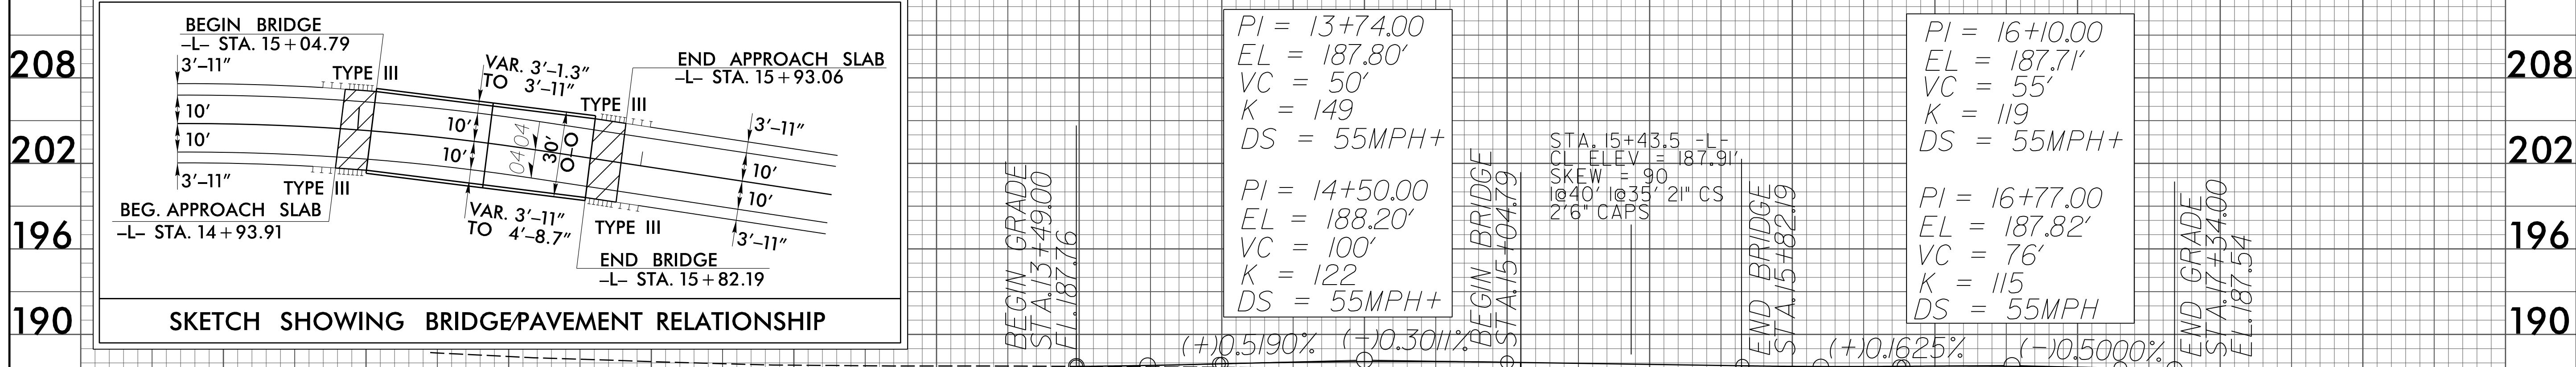 208
202
196
190
BEGIN BRIDGE
-L- STA. 15+04.79
3'-11"
TYPE III
10'
10'
3'-11"
TYPE III
BEG. APPROACH SLAB
-L- STA. 14+93.91
VAR. 3'-1.3"
TO 3'-11"
END APPROACH SLAB
-L- STA. 15+93.06
TYPE III
10'
10'
04 04
30'
O-O
3'-11"
10'
10'
3'-11"
VAR. 3'-11"
TO 4'-8.7"
TYPE III
END BRIDGE
-L- STA. 15+82.19
SKETCH SHOWING BRIDGE/PAVEMENT RELATIONSHIP
BEGIN GRADE
STA.13+49.00
EL.187.76
PI = 13+74.00
EL = 187.80'
VC = 50'
K = 149
DS = 55MPH+
PI = 14+50.00
EL = 188.20'
VC = 100'
K = 122
DS = 55MPH+
(+)0.5190%
(-)0.3011%
BEGIN BRIDGE
STA.15+04.79
STA.15+43.5 -L-
CL ELEV = 187.91'
SKEW = 90
1@40' 1@35' 21" CS
2'6" CAPS
END BRIDGE
STA.15+82.19
PI = 16+10.00
EL = 187.71'
VC = 55'
K = 119
DS = 55MPH+
PI = 16+77.00
EL = 187.82'
VC = 76'
K = 115
DS = 55MPH
(+)0.1625%
(-)0.5000%
END GRADE
STA.17+34.00
EL.187.54
208
202
196
190